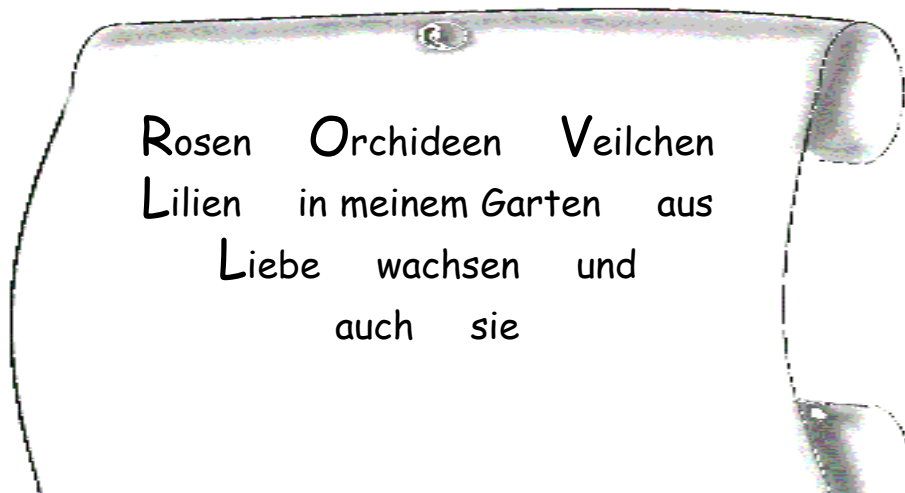 Rosen Orchideen Veilchen
Lilien in meinem Garten aus
Liebe wachsen und
auch sie